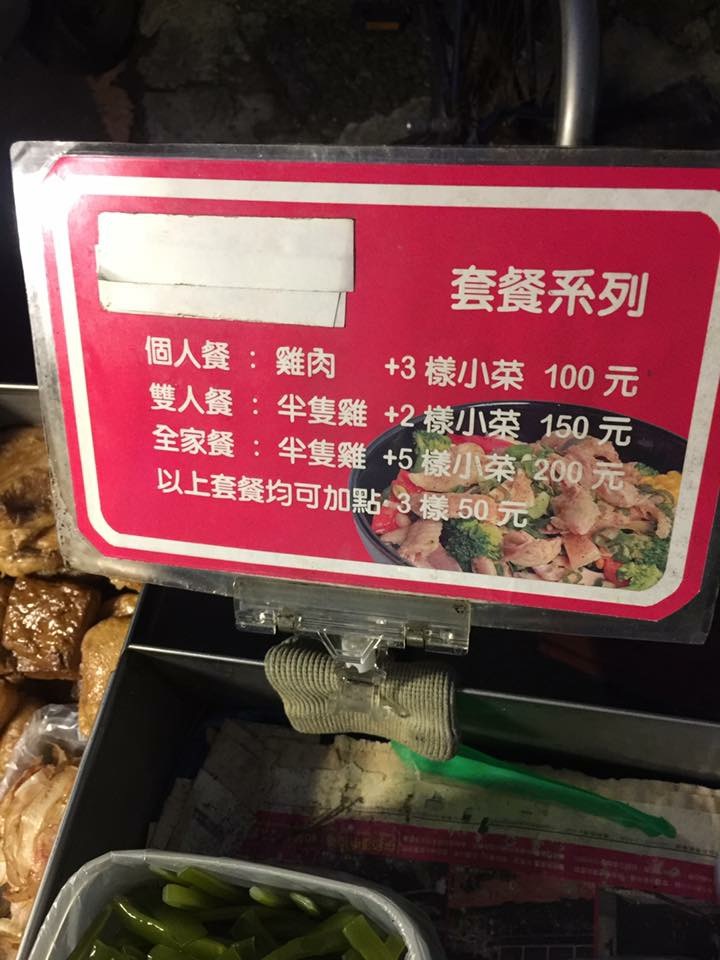 套餐系列
個人餐 : 雞肉 +3 樣小菜 100 元
雙人餐 : 半隻雞 +2 樣小菜 150 元
全家餐 : 半隻雞 +5 樣小菜 200 元
以上套餐均可加點 3 樣 50 元